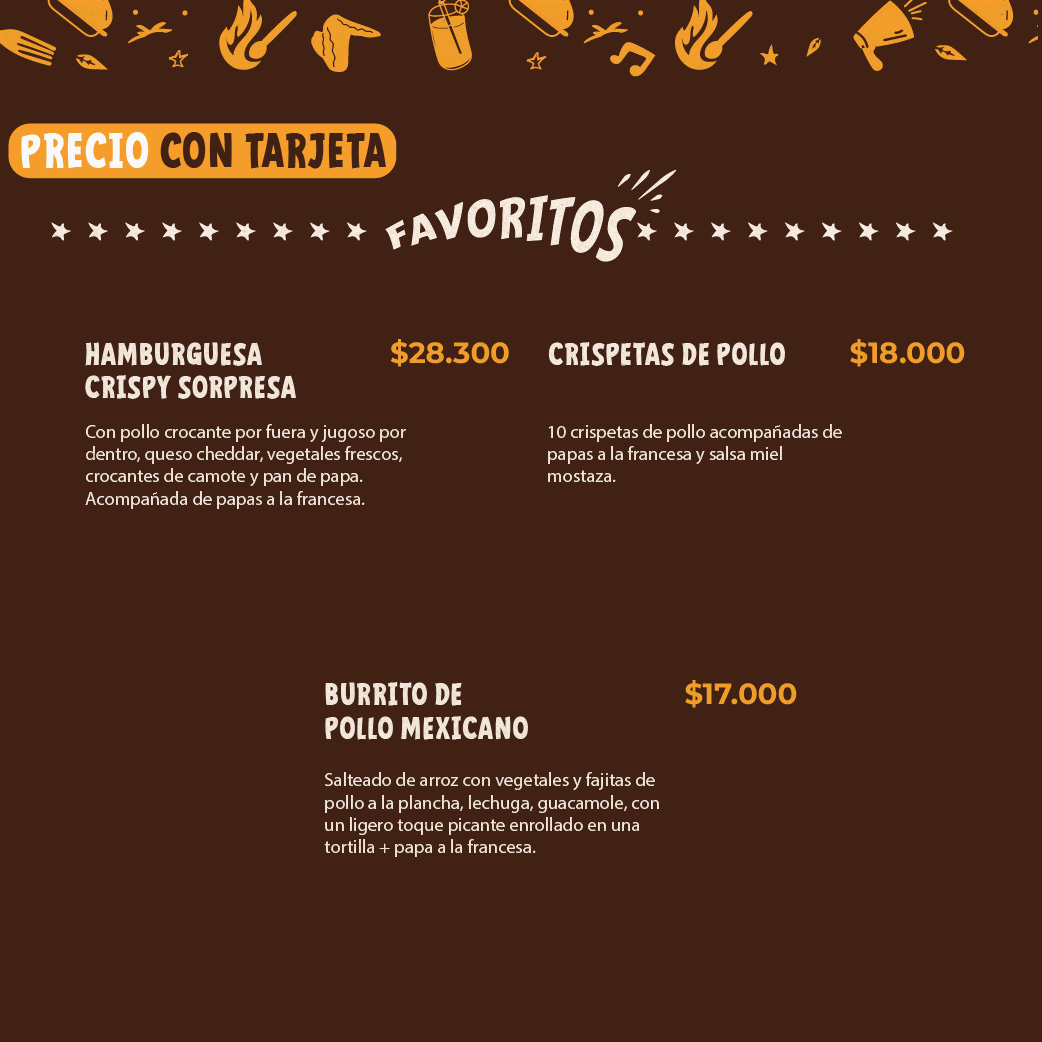 PRECIO CON TARJETA
FAVORITOS
HAMBURGUESA
CRISPY SORPRESA
$28.300
Con pollo crocante por fuera y jugoso por
dentro, queso cheddar, vegetales frescos,
crocantes de camote y pan de papa.
Acompañada de papas a la francesa.
CRISPETAS DE POLLO
$18.000
10 crispetas de pollo acompañadas de
papas a la francesa y salsa miel
mostaza.
BURRITO DE
POLLO MEXICANO
$17.000
Salteado de arroz con vegetales y fajitas de
pollo a la plancha, lechuga, guacamole, con
un ligero toque picante enrollado en una
tortilla + papa a la francesa.